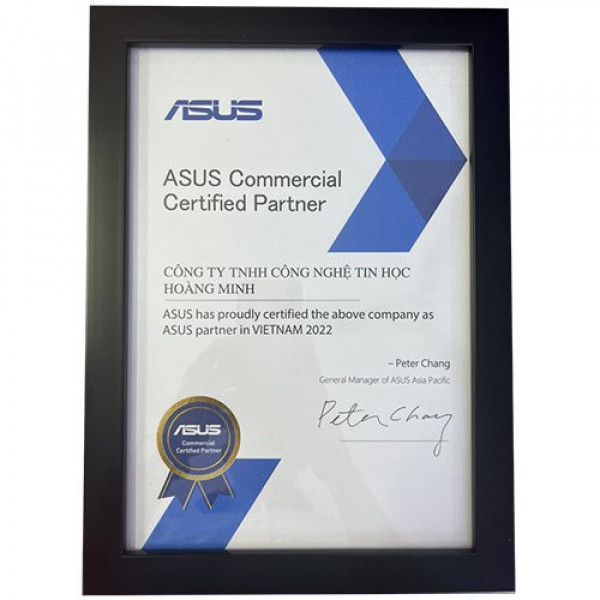 ASUS
ASUS Commercial
Certified Partner
CÔNG TY TNHH CÔNG NGHỆ TIN HỌC
HOÀNG MINH
ASUS has proudly certified the above company as
ASUS partner in VIETNAM 2022
– Peter Chang
General Manager of ASUS Asia Pacific
Peter Chang
ASUS
Commercial
Certified Partner